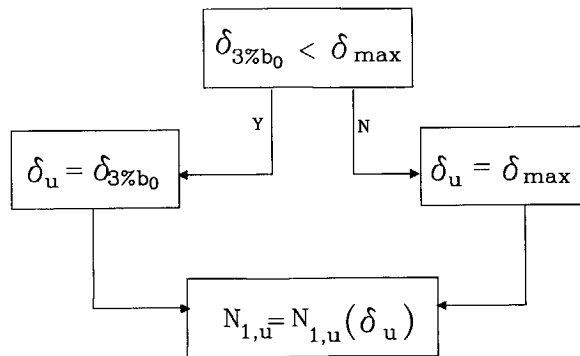 δ3%b₀ < δmax
Y N
δu = δ3%b₀
δu = δmax
N1,u = N1,u(δu)